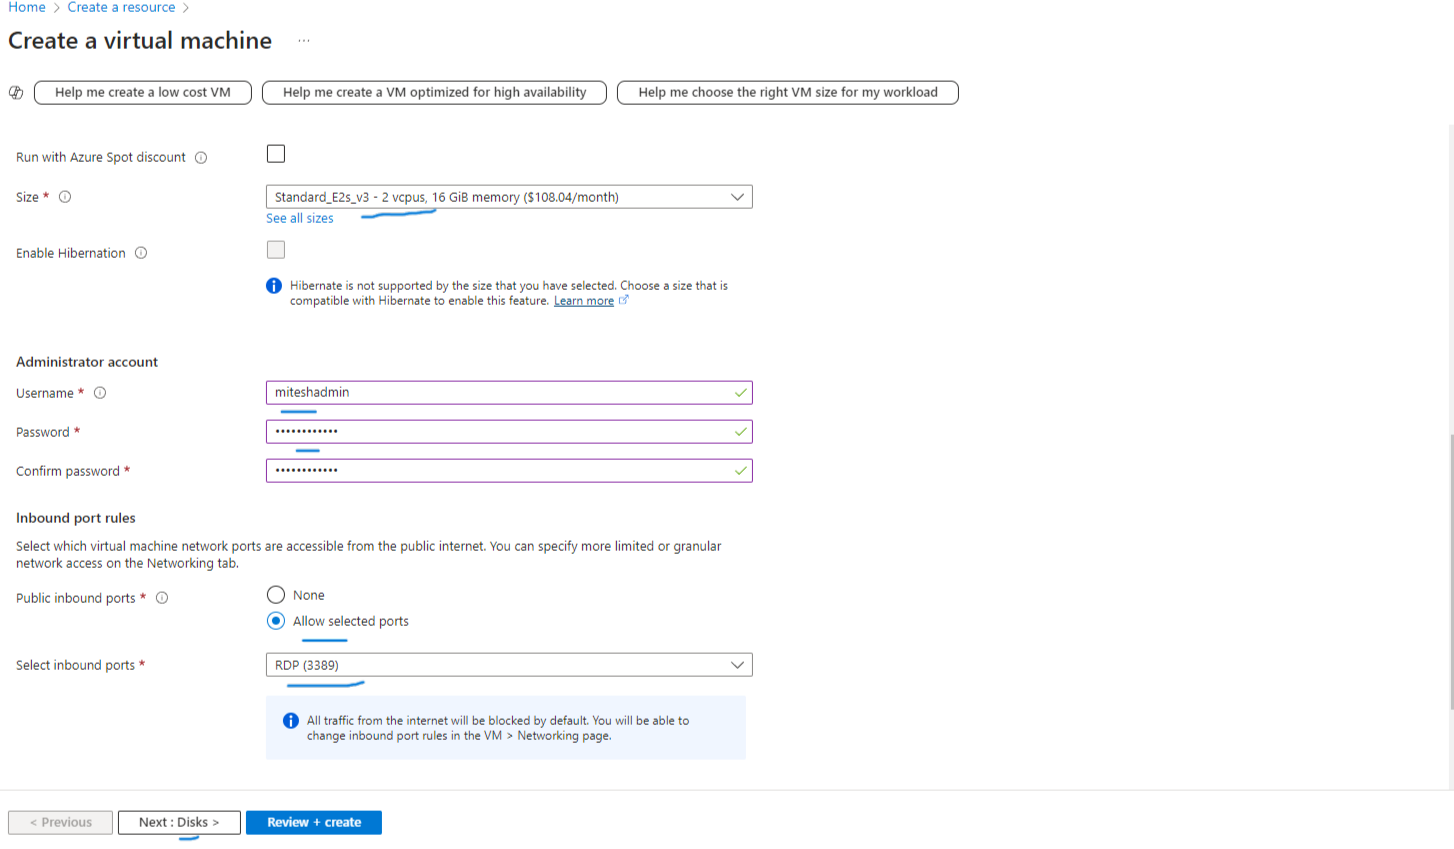 Home > Create a resource >
Create a virtual machine ...
Help me create a low cost VM
Help me create a VM optimized for high availability
Help me choose the right VM size for my workload
Run with Azure Spot discount
Size *
Standard_E2s_v3 - 2 vcpus, 16 GiB memory ($108.04/month)
See all sizes
Enable Hibernation
Hibernate is not supported by the size that you have selected. Choose a size that is
compatible with Hibernate to enable this feature. Learn more
Administrator account
Username *
miteshadmin
Password *
••••••••••••
Confirm password *
••••••••••••
Inbound port rules
Select which virtual machine network ports are accessible from the public internet. You can specify more limited or granular
network access on the Networking tab.
Public inbound ports *
None
Allow selected ports
Select inbound ports *
RDP (3389)
All traffic from the internet will be blocked by default. You will be able to
change inbound port rules in the VM > Networking page.
< Previous
Next : Disks >
Review + create